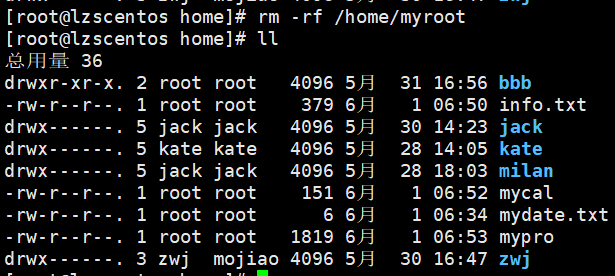 [root@lzscentos home]# rm -rf /home/myroot
[root@lzscentos home]# ll
总用量 36
drwxr-xr-x. 2 root root   4096 5月  31 16:56 bbb
-rw-r--r--. 1 root root    379 6月   1 06:50 info.txt
drwx------. 5 jack jack   4096 5月  30 14:23 jack
drwx------. 5 kate kate   4096 5月  28 14:05 kate
drwx------. 5 milan milan   4096 5月  28 18:03 milan
-rw-r--r--. 1 root root    151 6月   1 06:52 mycal
-rw-r--r--. 1 root root      6 6月   1 06:34 mydate.txt
-rw-r--r--. 1 root root   1819 6月   1 06:53 mypro
drwx------. 3 zwj  mojiao 4096 5月  30 16:47 zwj
[root@lzscentos home]#